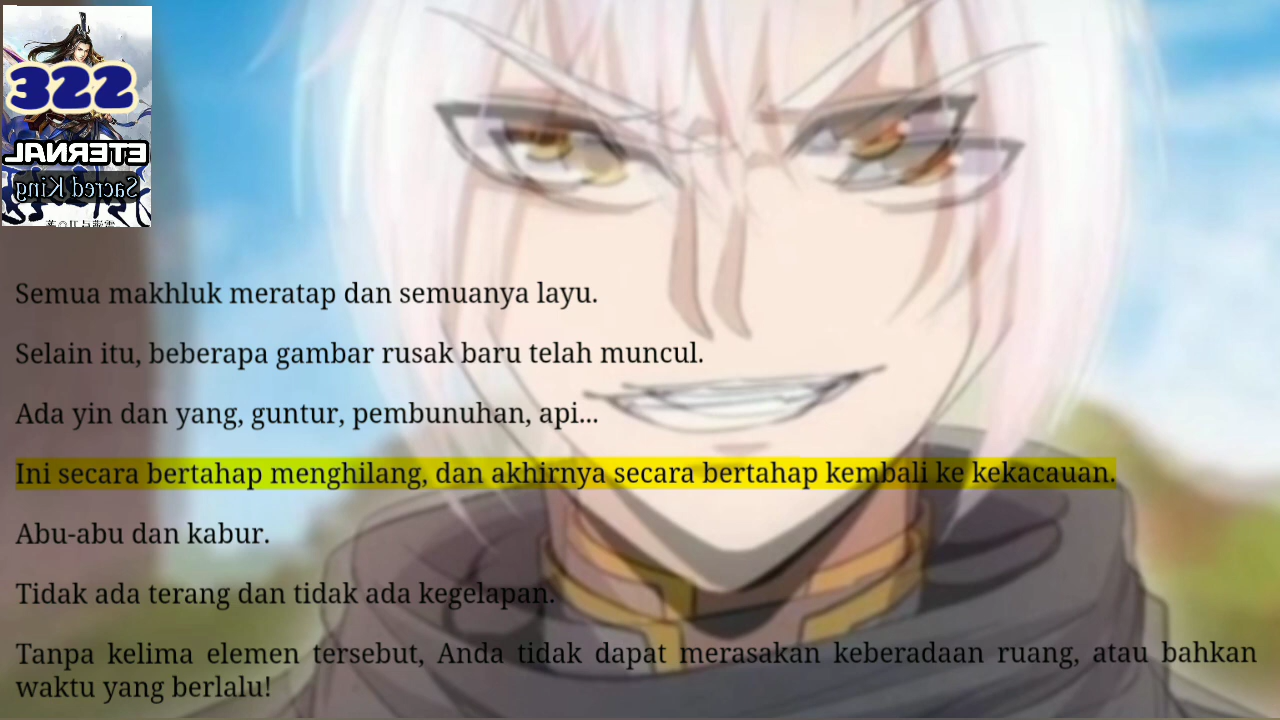 322
ETERNAL
Sacred King
Semua makhluk meratap dan semuanya layu.
Selain itu, beberapa gambar rusak baru telah muncul.
Ada yin dan yang, guntur, pembunuhan, api...
Ini secara bertahap menghilang, dan akhirnya secara bertahap kembali ke kekacauan.
Abu-abu dan kabur.
Tidak ada terang dan tidak ada kegelapan.
Tanpa kelima elemen tersebut, Anda tidak dapat merasakan keberadaan ruang, atau bahkan
waktu yang berlalu!